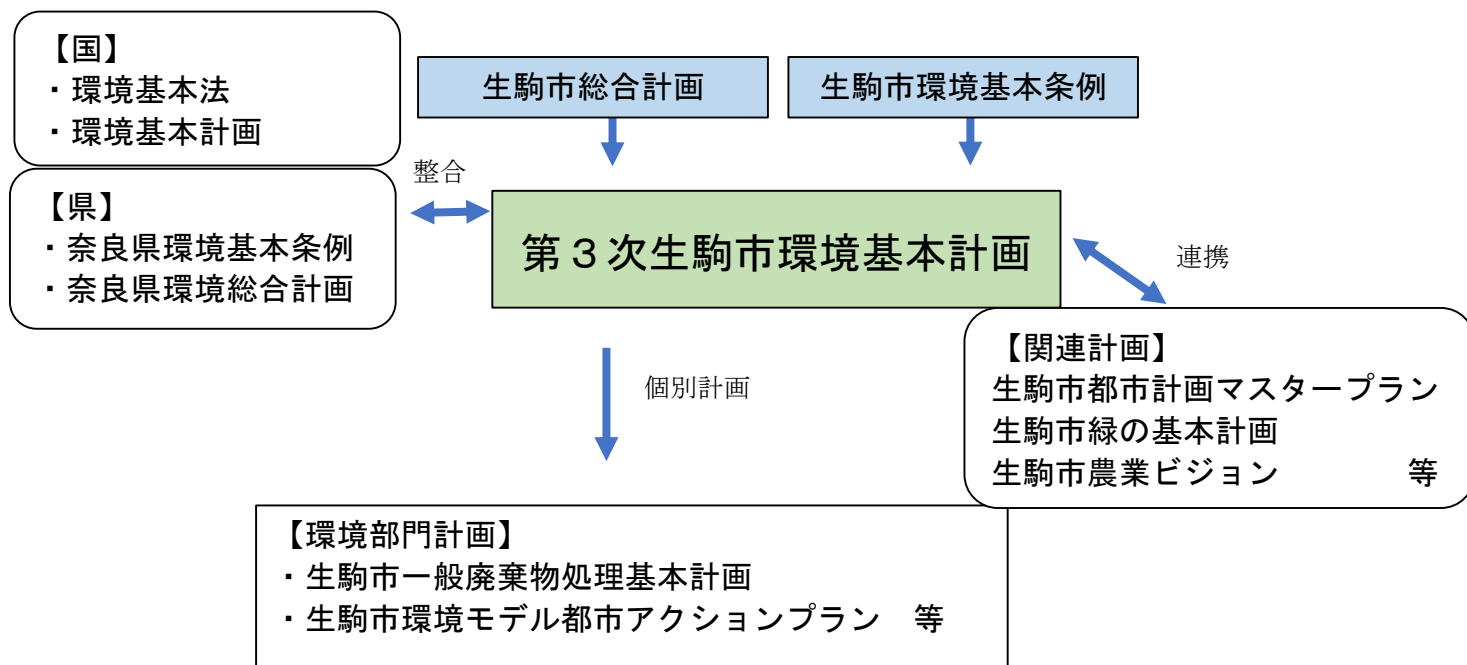 【国】
・環境基本法
・環境基本計画
生駒市総合計画
生駒市環境基本条例
整合
【県】
・奈良県環境基本条例
・奈良県環境総合計画
第３次生駒市環境基本計画
連携
個別計画
【関連計画】
生駒市都市計画マスタープラン
生駒市緑の基本計画
生駒市農業ビジョン　　　　等
【環境部門計画】
・生駒市一般廃棄物処理基本計画
・生駒市環境モデル都市アクションプラン　等